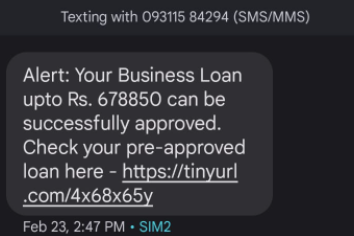 Texting with 093115 84294 (SMS/MMS)
Alert: Your Business Loan
upto Rs. 678850 can be
successfully approved.
Check your pre-approved
loan here - https://tinyurl
.com/4x68x65y
Feb 23, 2:47 PM • SIM2